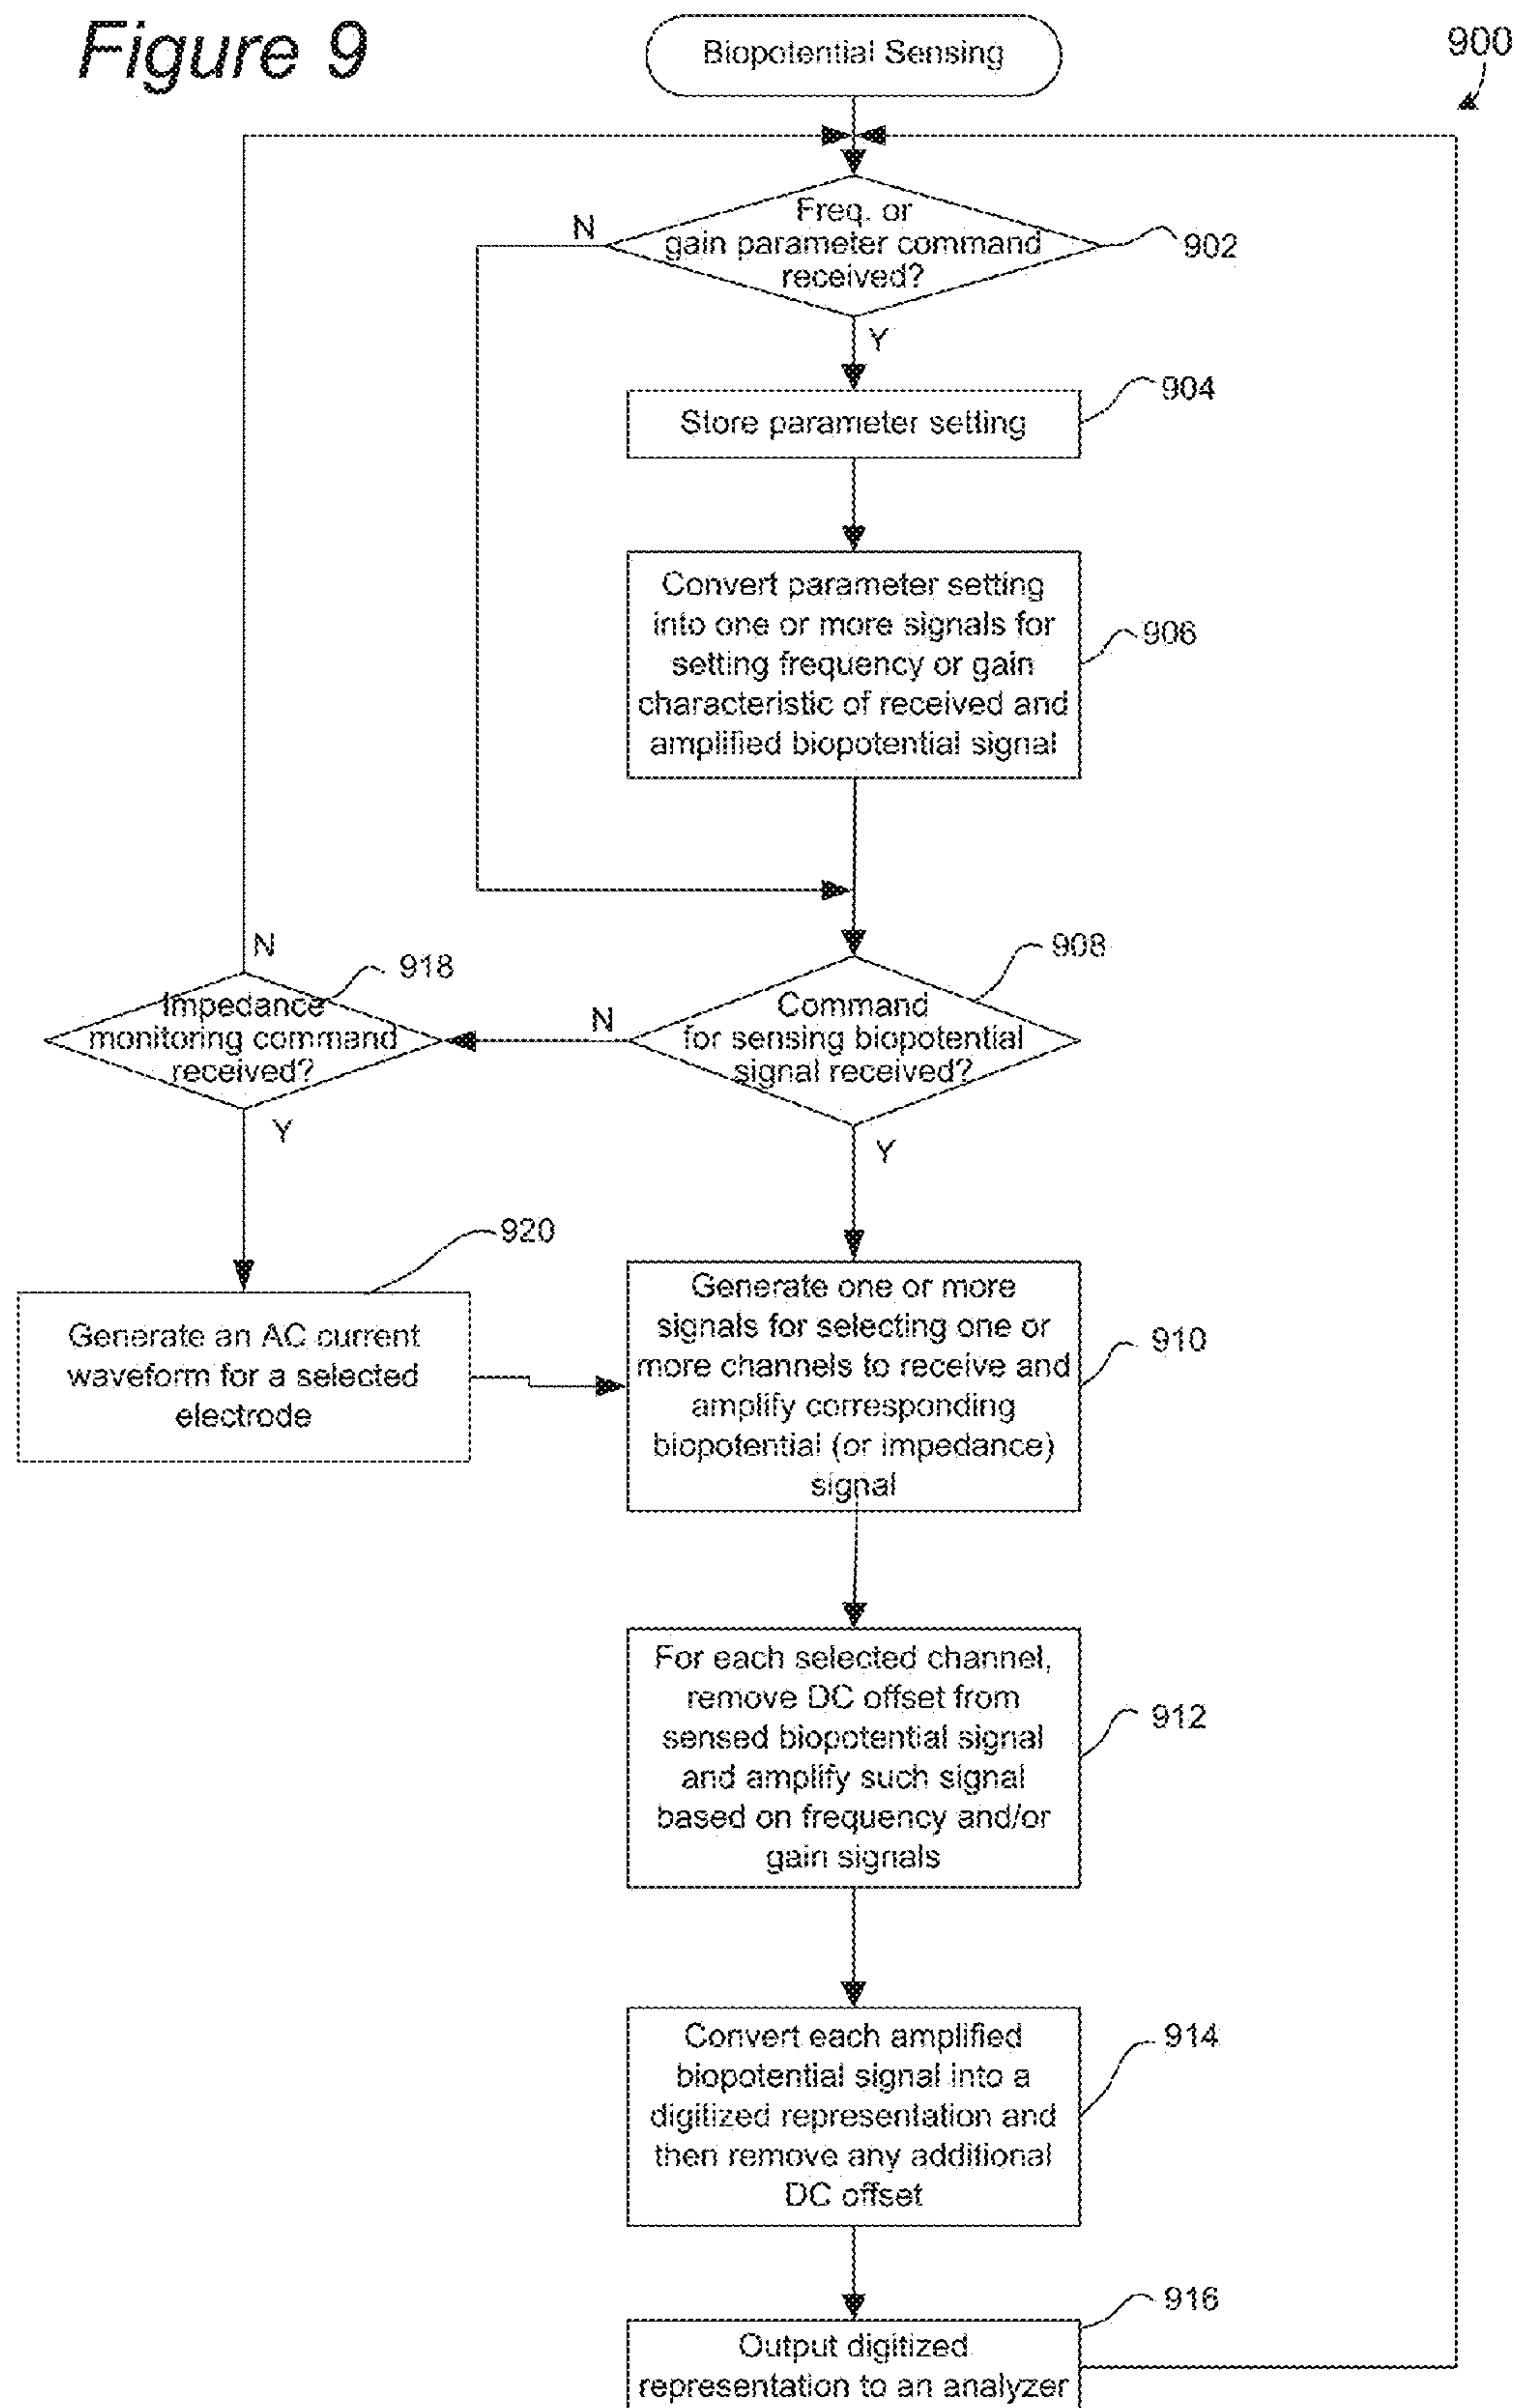 Figure 9
Biopotential Sensing
900
Freq. or
gain parameter command
received?
N
902
Y
Store parameter setting
904
Convert parameter setting
into one or more signals for
setting frequency or gain
characteristic of received and
amplified biopotential signal
906
N
918
Impedance
monitoring command
received?
N
Command
for sensing biopotential
signal received?
908
Y
Y
920
Generate an AC current
waveform for a selected
electrode
Generate one or more
signals for selecting one or
more channels to receive and
amplify corresponding
biopotential (or impedance)
signal
910
For each selected channel,
remove DC offset from
sensed biopotential signal
and amplify such signal
based on frequency and/or
gain signals
912
Convert each amplified
biopotential signal into a
digitized representation and
then remove any additional
DC offset
914
Output digitized
representation to an analyzer
916